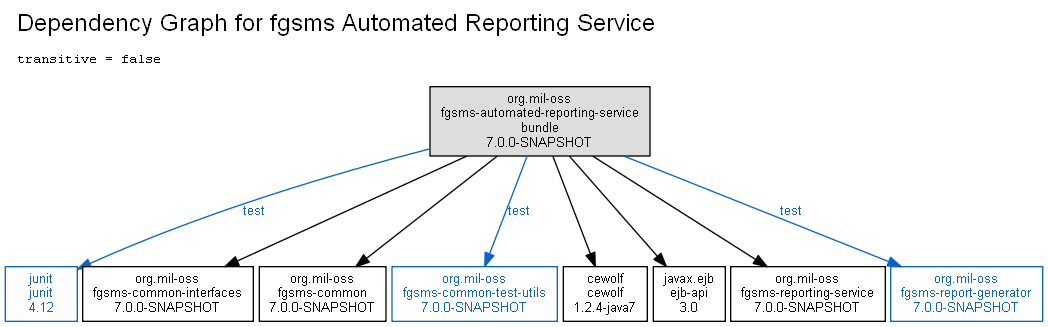 Dependency Graph for fgsms Automated Reporting Service
transitive = false
org.mil-oss
fgsms-automated-reporting-service
bundle
7.0.0-SNAPSHOT
test
test
test
junit
junit
4.12
org.mil-oss
fgsms-common-interfaces
7.0.0-SNAPSHOT
org.mil-oss
fgsms-common
7.0.0-SNAPSHOT
org.mil-oss
fgsms-common-test-utils
7.0.0-SNAPSHOT
cewolf
cewolf
1.2.4-java7
javax.ejb
ejb-api
3.0
org.mil-oss
fgsms-reporting-service
7.0.0-SNAPSHOT
org.mil-oss
fgsms-report-generator
7.0.0-SNAPSHOT